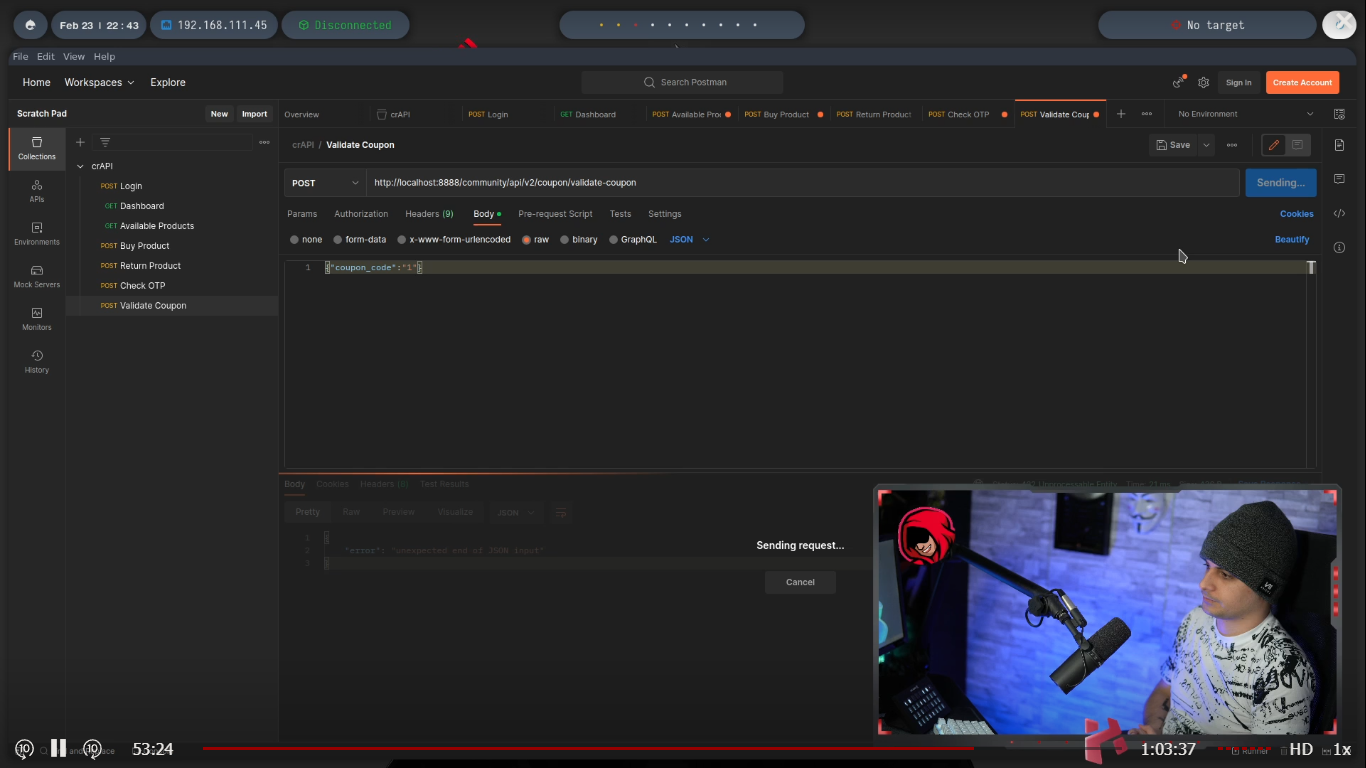 Feb 23 | 22:43
192.168.111.45
Disconnected
No target
File Edit View Help
Home Workspaces Explore
Search Postman
Sign In
Create Account
Scratch Pad
New
Import
Overview
crAPI
POST Login
GET Dashboard
POST Available Proc
POST Buy Product
POST Return Product
POST Check OTP
POST Validate Coup
No Environment
Collections
APIs
Environments
Mock Servers
Monitors
History
crAPI
POST Login
GET Dashboard
GET Available Products
POST Buy Product
POST Return Product
POST Check OTP
POST Validate Coupon
crAPI / Validate Coupon
Save
POST
http://localhost:8888/community/api/v2/coupon/validate-coupon
Sending...
Params Authorization Headers (9) Body Pre-request Script Tests Settings
Cookies
none form-data x-www-form-urlencoded raw binary GraphQL JSON
Beautify
1 {"coupon_code":"1"}
Body Cookies Headers (8) Test Results
Pretty Raw Preview Visualize JSON
1 {
2 "error": "unexpected end of JSON input"
3 }
Sending request...
Cancel
10
10
53:24
1:03:37
Runner
HD
1x